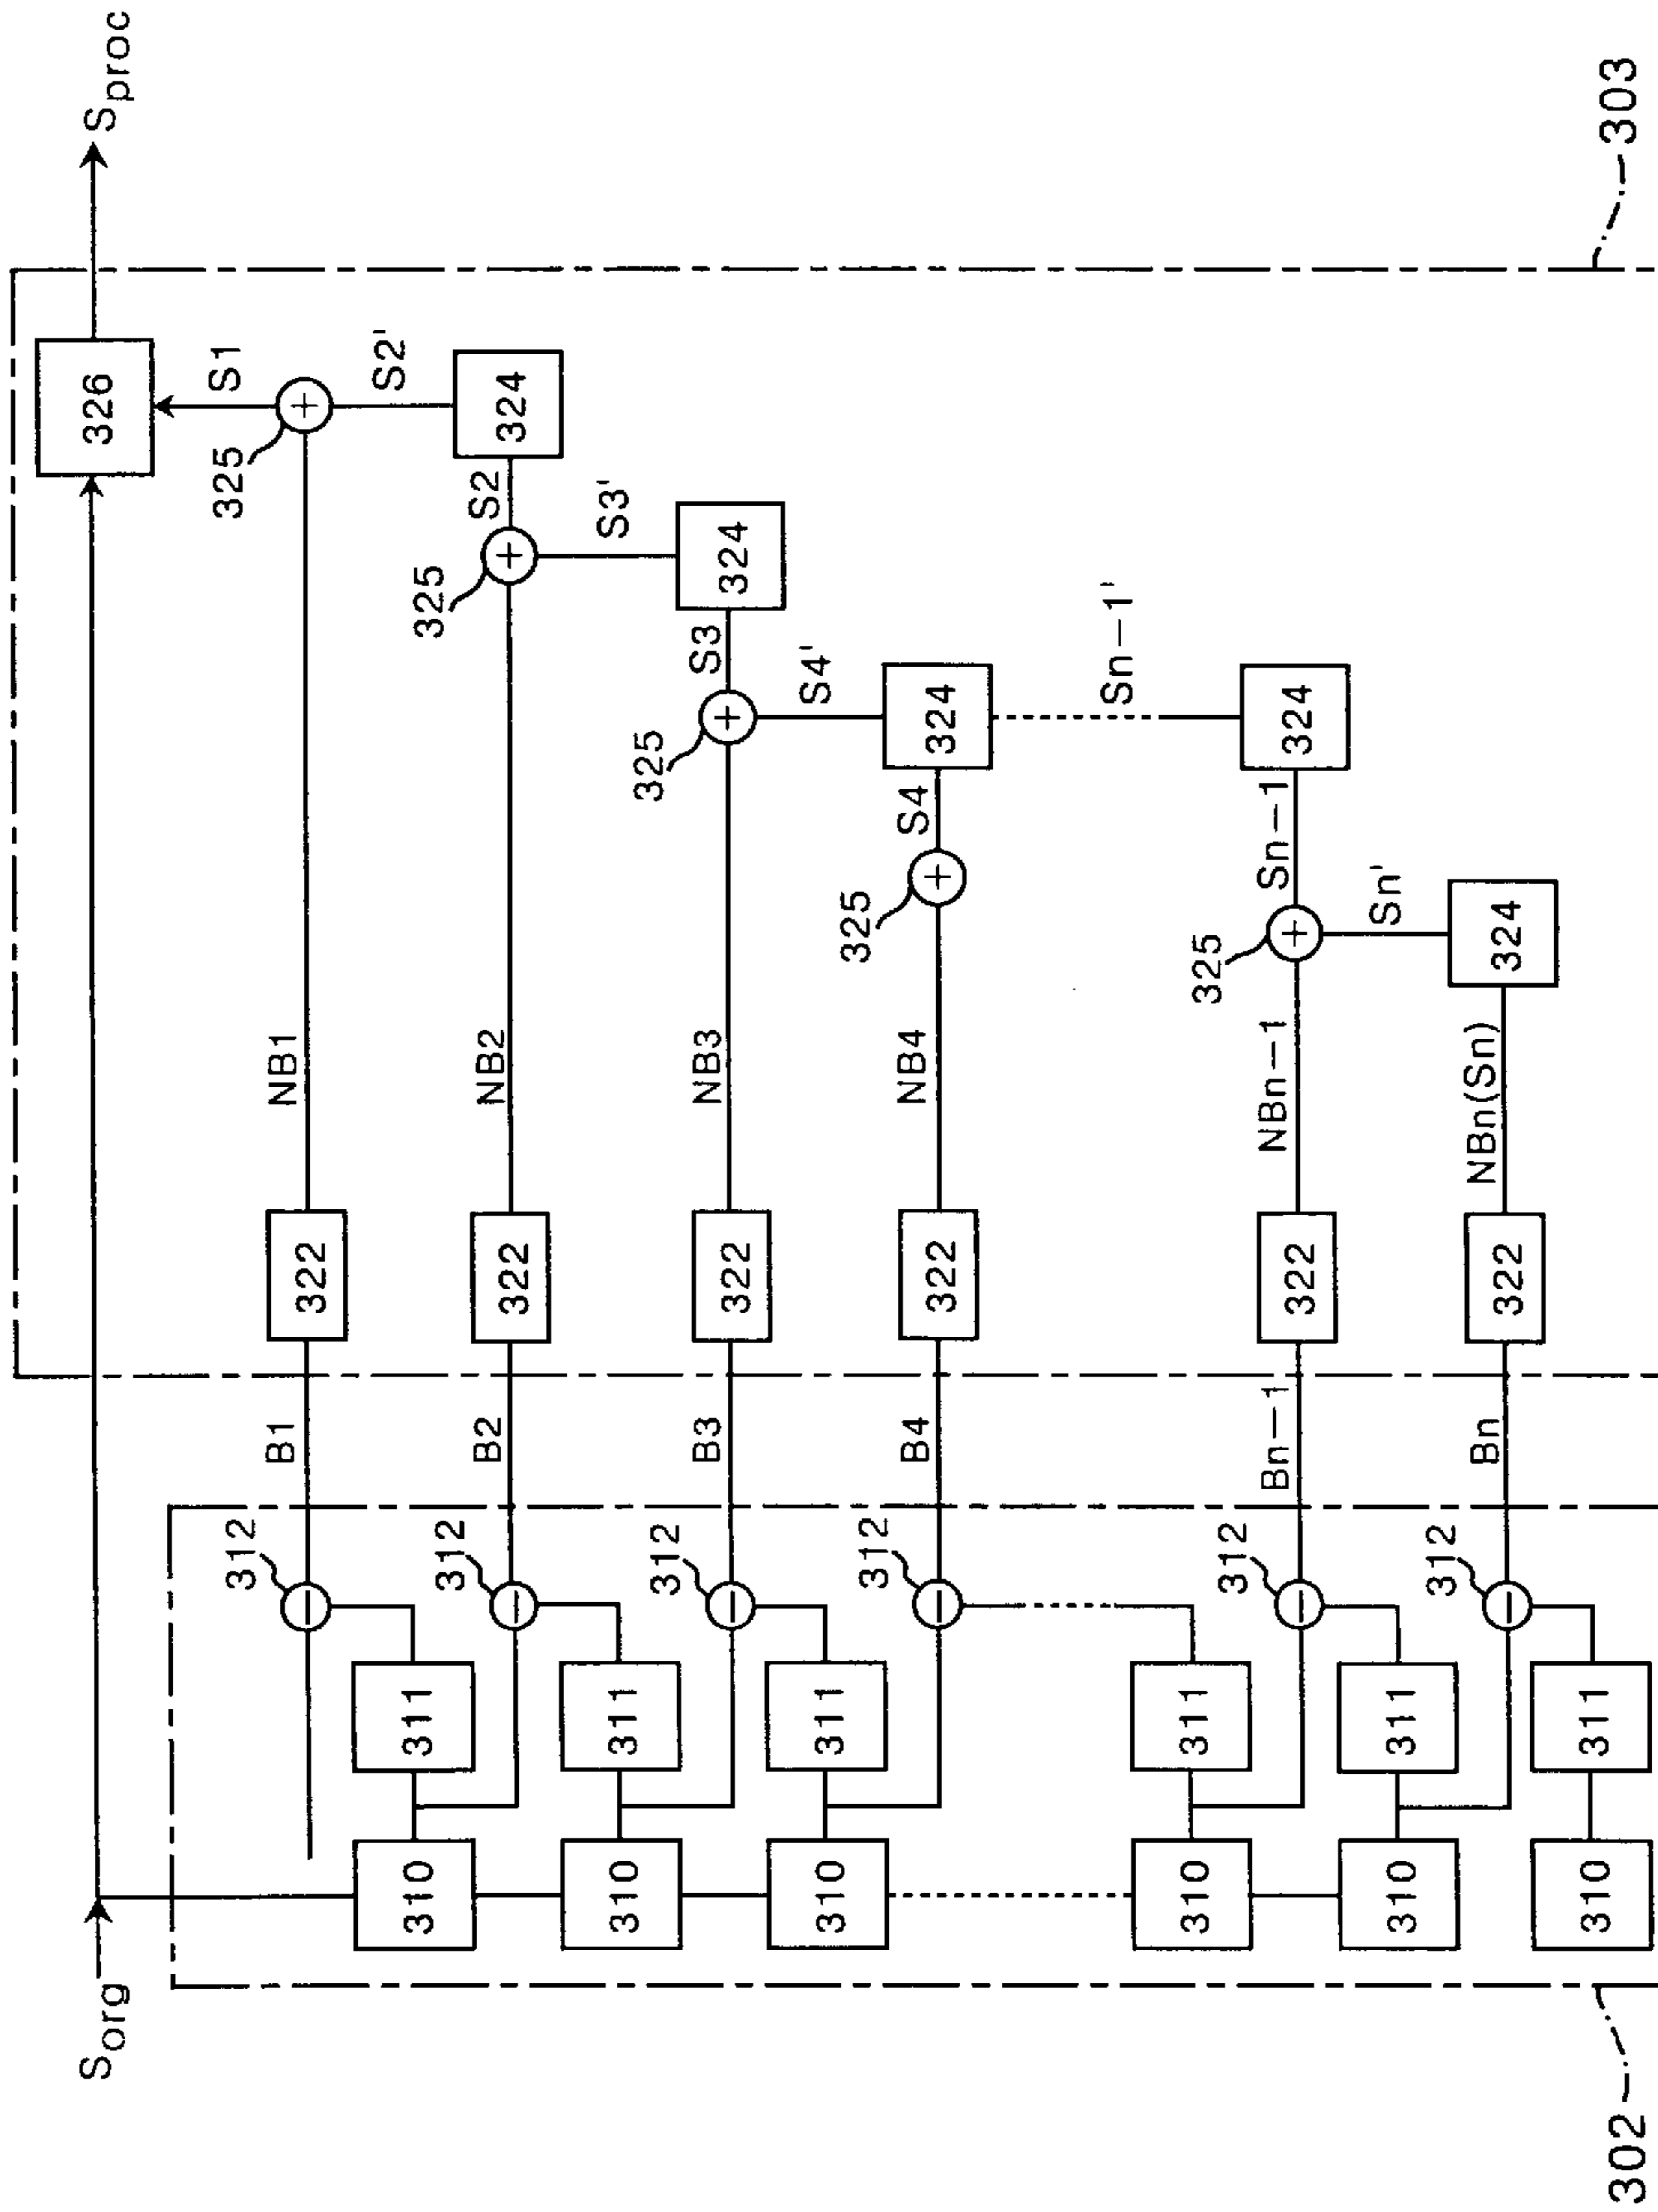 Sorg
Sproc
326
S1
325
S2'
324
NB1
322
B1
312
S2
325
S3'
324
NB2
322
B2
312
310
311
S3
325
S4'
324
NB3
322
B3
312
310
311
S4
325
Sn-1'
324
NB4
322
B4
312
310
311
Sn-1
325
Sn'
324
NBn-1
322
Bn-1
312
310
311
NBn(Sn)
322
Bn
312
310
311
310
311
302
303